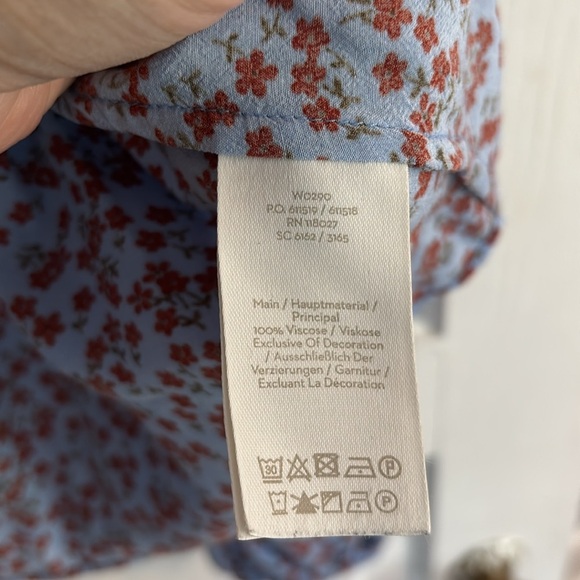 W0290
P.O. 611519 / 611518
RN 118027
SC 6162 / 3165
Main / Hauptmaterial /
Principal
100% Viscose / Viskose
Exclusive Of Decoration
/ Ausschließlich Der
Verzierungen / Garnitur /
Excluant La Décoration
30 P
P